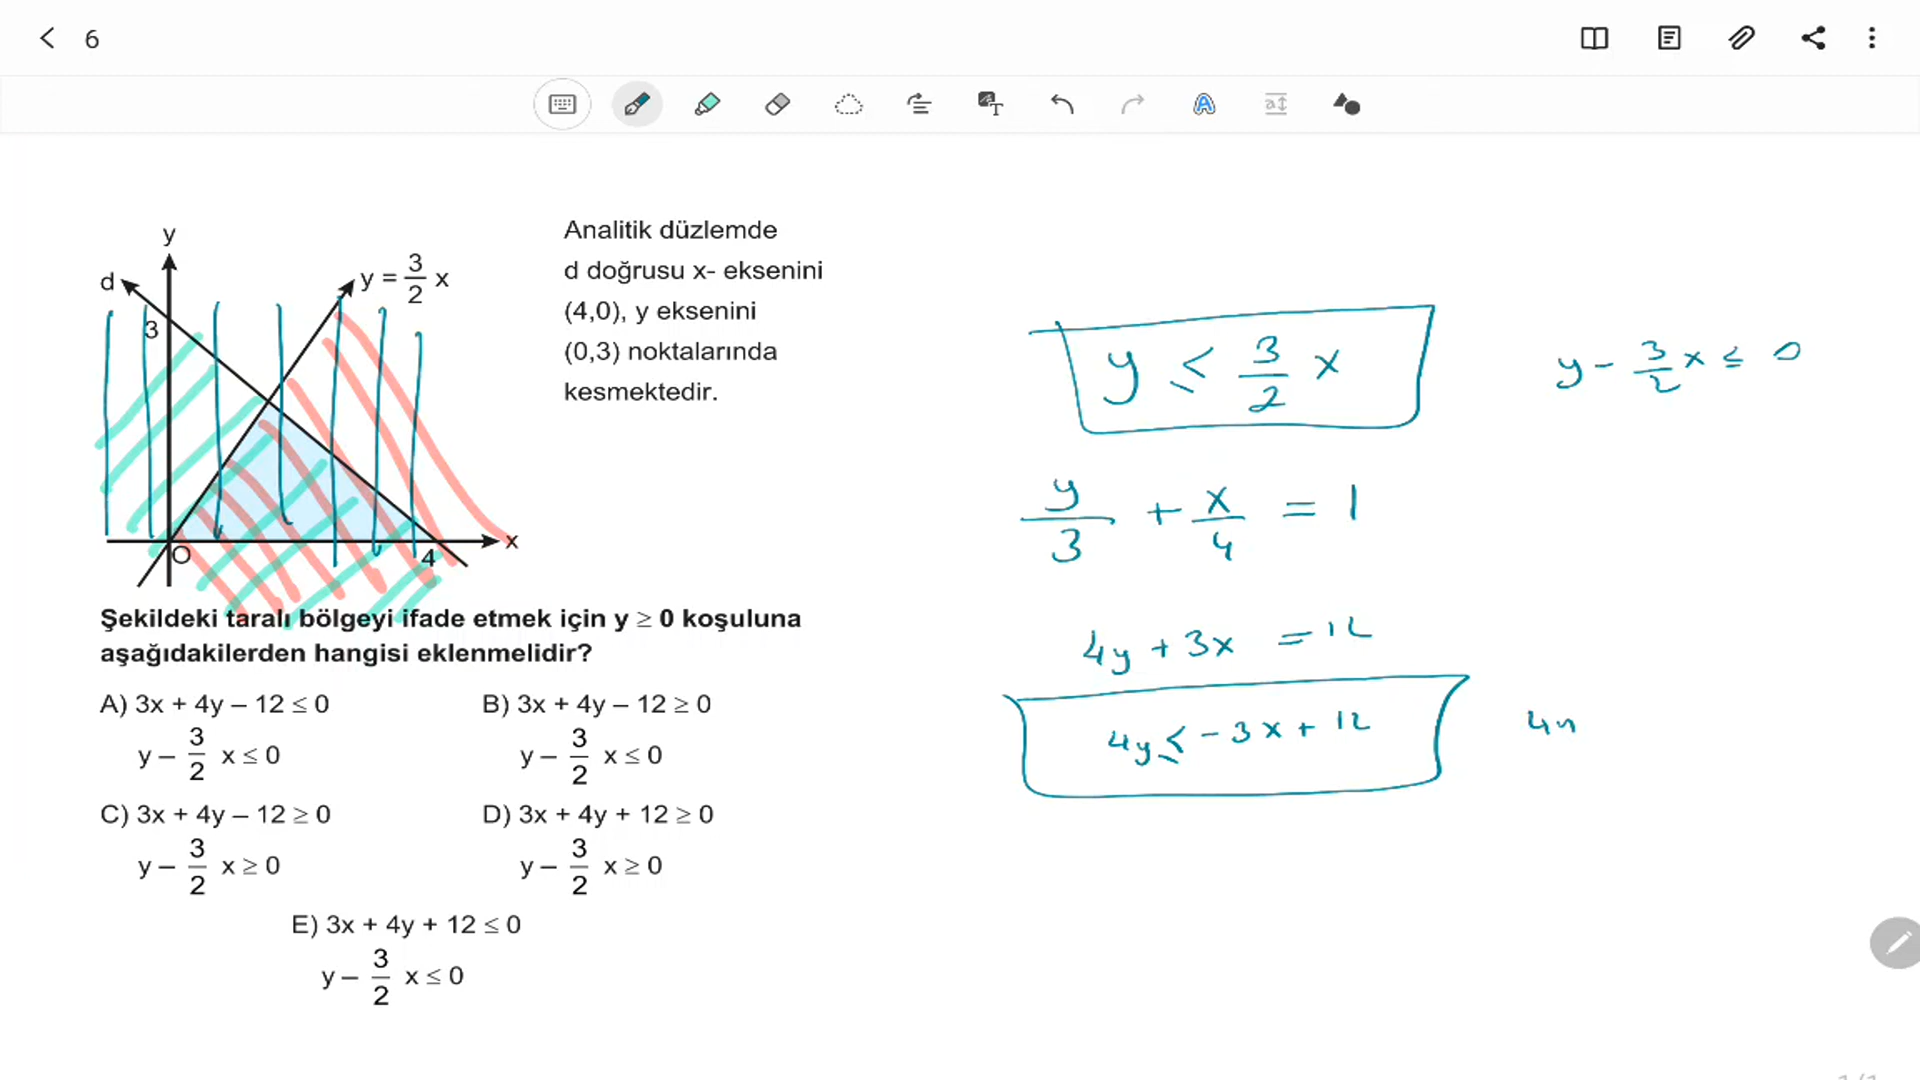 6
y
d
y = 3/2 x
3
O
4
x
Analitik düzlemde
d doğrusu x- eksenini
(4,0), y eksenini
(0,3) noktalarında
kesmektedir.
Şekildeki taralı bölgeyi ifade etmek için y ≥ 0 koşuluna
aşağıdakilerden hangisi eklenmelidir?
A) 3x + 4y – 12 ≤ 0
y – 3/2 x ≤ 0
B) 3x + 4y – 12 ≥ 0
y – 3/2 x ≤ 0
C) 3x + 4y – 12 ≥ 0
y – 3/2 x ≥ 0
D) 3x + 4y + 12 ≥ 0
y – 3/2 x ≥ 0
E) 3x + 4y + 12 ≤ 0
y – 3/2 x ≤ 0
y ≤ 3/2 x
y - 3/2 x ≤ 0
y/3 + x/4 = 1
4y + 3x = 12
4y ≤ -3x + 12